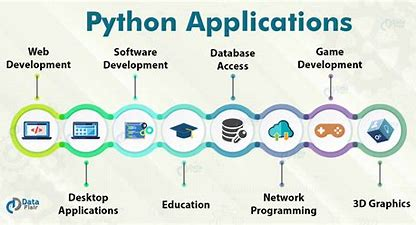 Python Applications
Web
Development
Software
Development
Database
Access
Game
Development
Desktop
Applications
Education
Network
Programming
3D Graphics
Data
Flair